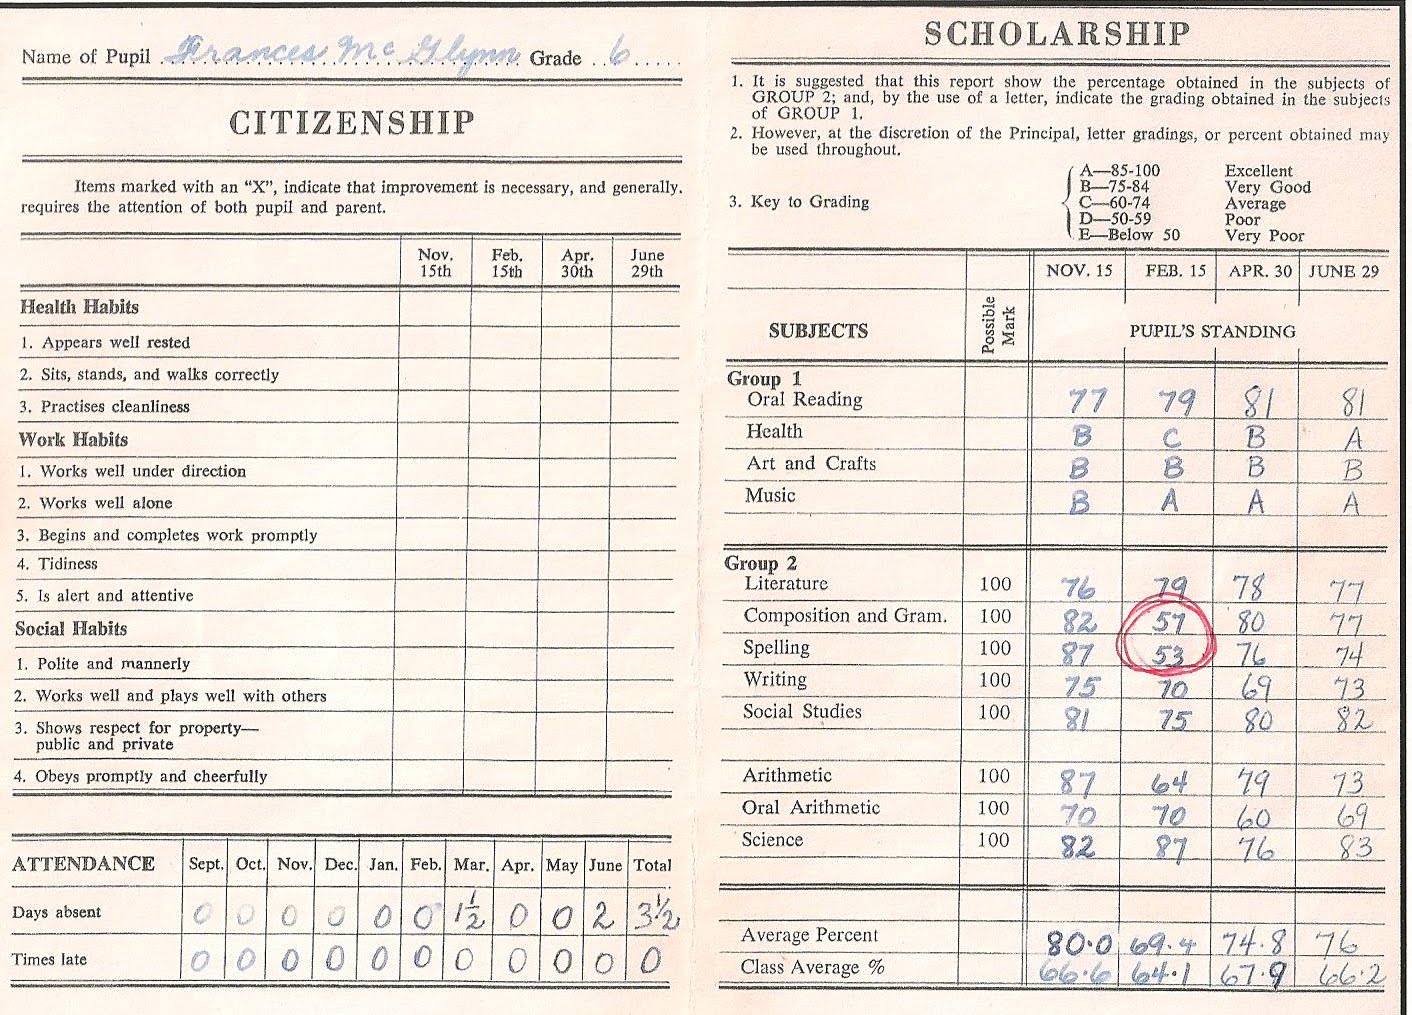 Name of Pupil Frances McGlynn Grade 6
CITIZENSHIP
Items marked with an “X”, indicate that improvement is necessary, and generally.
requires the attention of both pupil and parent.
Nov. 15th Feb. 15th Apr. 30th June 29th
Health Habits
1. Appears well rested
2. Sits, stands, and walks correctly
3. Practises cleanliness
Work Habits
1. Works well under direction
2. Works well alone
3. Begins and completes work promptly
4. Tidiness
5. Is alert and attentive
Social Habits
1. Polite and mannerly
2. Works well and plays well with others
3. Shows respect for property—
public and private
4. Obeys promptly and cheerfully
ATTENDANCE Sept. Oct. Nov. Dec. Jan. Feb. Mar. Apr. May June Total
Days absent 0 0 0 0 0 0 1½ 0 0 2 3½
Times late 0 0 0 0 0 0 0 0 0 0 0
SCHOLARSHIP
1. It is suggested that this report show the percentage obtained in the subjects of
GROUP 2; and, by the use of a letter, indicate the grading obtained in the subjects
of GROUP 1.
2. However, at the discretion of the Principal, letter gradings, or percent obtained may
be used throughout.
3. Key to Grading
A—85-100 Excellent
B—75-84 Very Good
C—60-74 Average
D—50-59 Poor
E—Below 50 Very Poor
NOV. 15 FEB. 15 APR. 30 JUNE 29
SUBJECTS Possible Mark PUPIL'S STANDING
Group 1
Oral Reading 77 79 81 81
Health B C B A
Art and Crafts B B B B
Music B A A A
Group 2
Literature 100 76 79 78 77
Composition and Gram. 100 82 57 80 77
Spelling 100 87 53 76 74
Writing 100 75 70 69 73
Social Studies 100 81 75 80 82
Arithmetic 100 87 64 79 73
Oral Arithmetic 100 70 70 60 69
Science 100 82 87 76 83
Average Percent 80.0 69.4 74.8 76
Class Average % 66.6 64.1 67.9 66.2